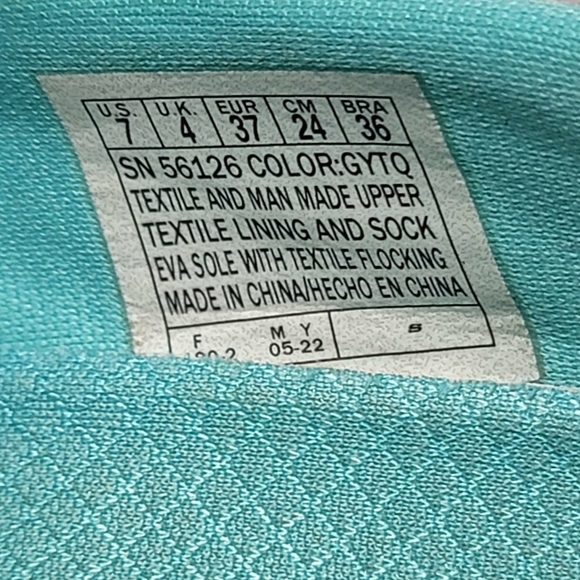 U.S. U.K. EUR CM BRA
7 4 37 24 36
SN 56126 COLOR:GYTQ
TEXTILE AND MAN MADE UPPER
TEXTILE LINING AND SOCK
EVA SOLE WITH TEXTILE FLOCKING
MADE IN CHINA/HECHO EN CHINA
F M Y S
05-22